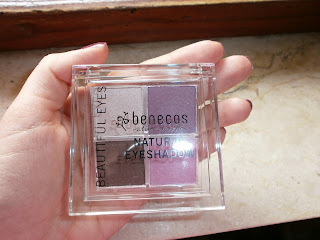 BEAUTIFUL EYES
benecos
NATURAL
EYESHADOW